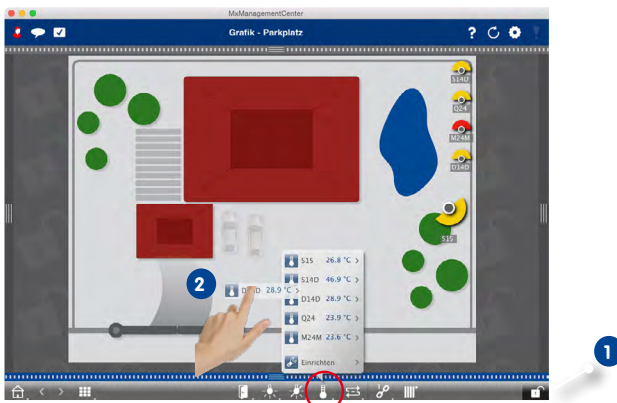 MxManagementCenter
Grafik - Parkplatz
?
S14D
Q24
M24M
D14D
S15
S15 26.8 °C >
S14D 46.9 °C >
2
28.9 °C >
D14D 28.9 °C >
Q24 23.9 °C >
M24M 23.6 °C >
Einrichten >
1